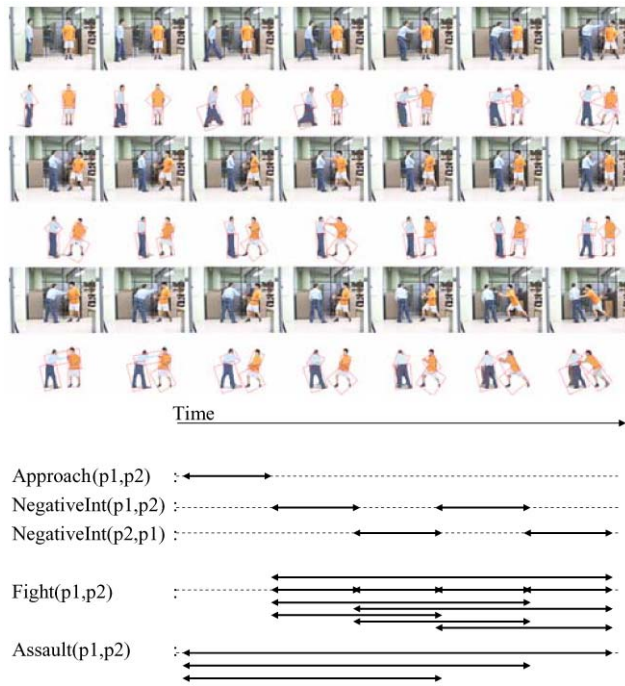 Time
Approach(p1,p2) :
NegativeInt(p1,p2) :
NegativeInt(p2,p1) :
Fight(p1,p2) :
Assault(p1,p2) :